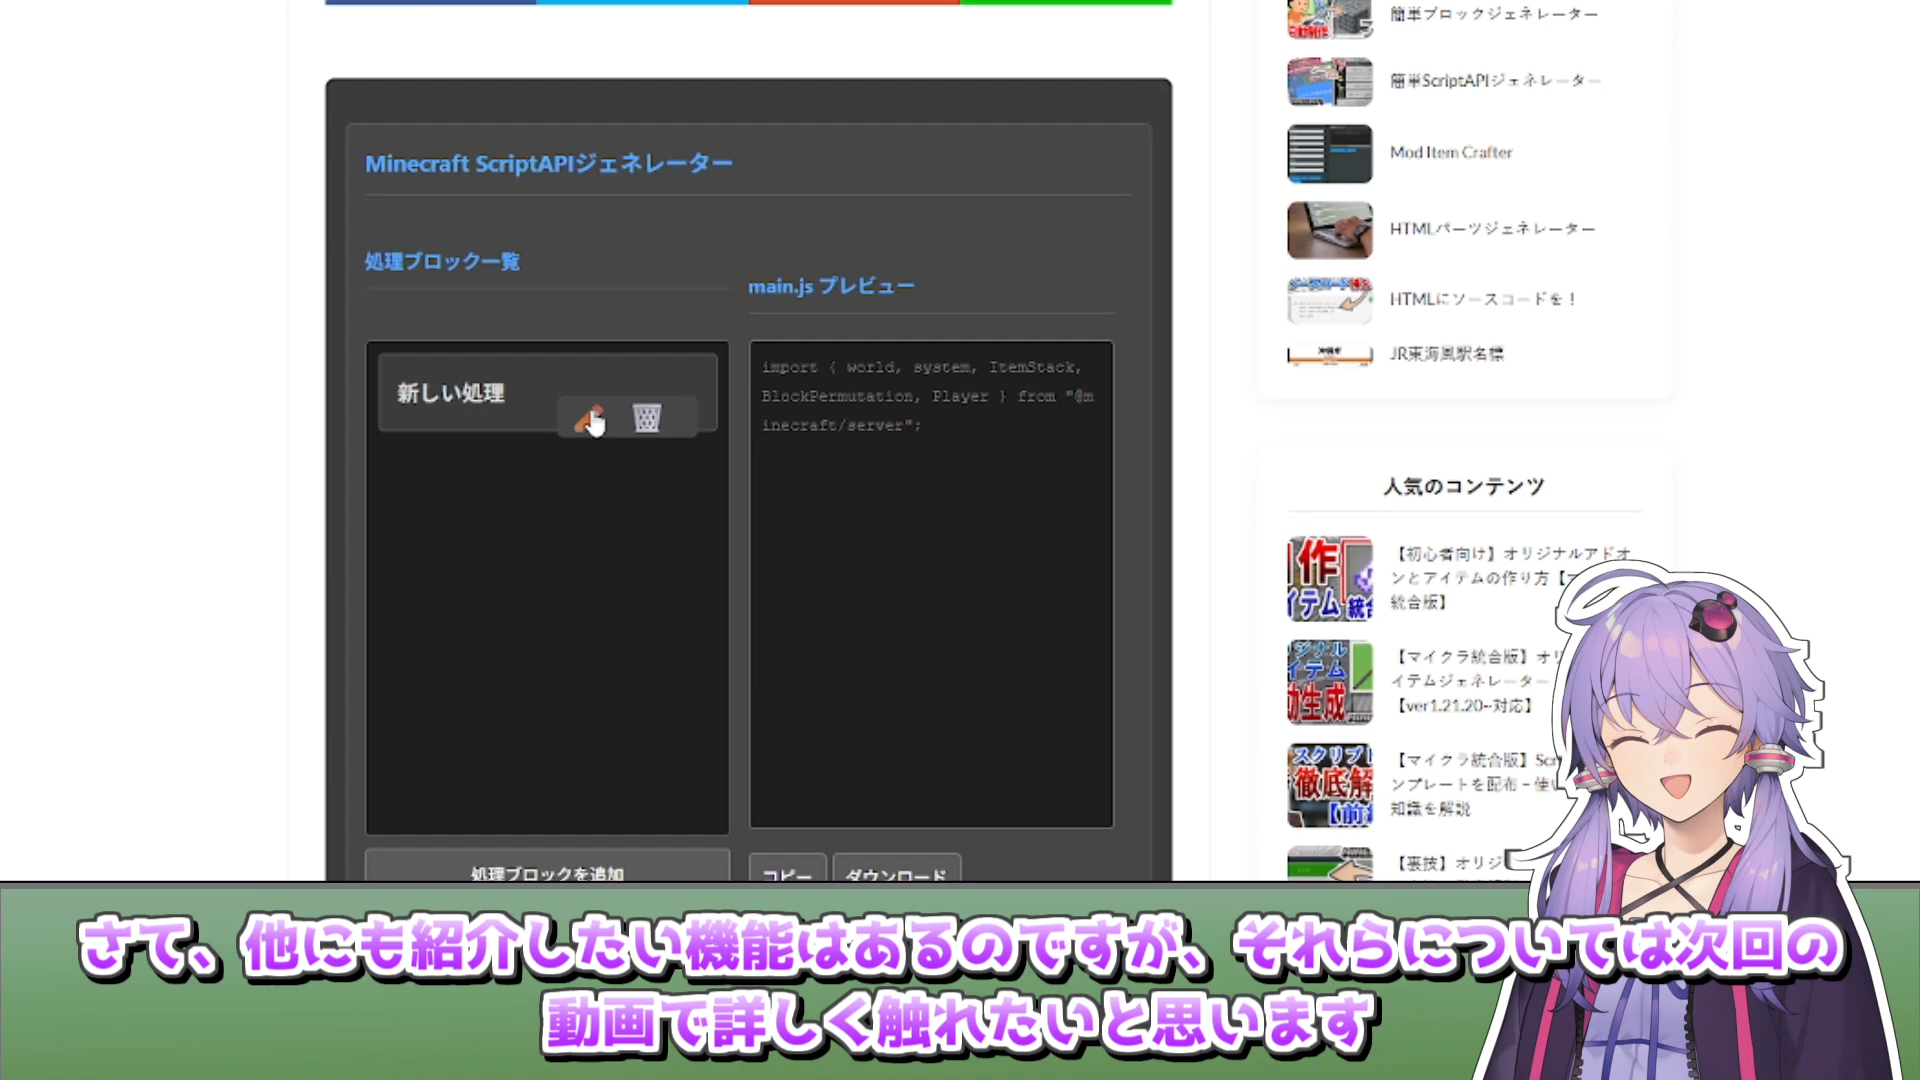 Minecraft ScriptAPIジェネレーター
処理ブロック一覧
新しい処理
処理ブロックを追加
main.js プレビュー
import { world, system, ItemStack,
BlockPermutation, Player } from "@m
inecraft/server";
コピー
ダウンロード
簡単ブロックジェネレーター
簡単ScriptAPIジェネレーター
Mod Item Crafter
HTMLパーツジェネレーター
HTMLにソースコードを！
JR東海風駅名標
人気のコンテンツ
【初心者向け】オリジナルアドオ
ンとアイテムの作り方【
統合版】
【マイクラ統合版】オリ
イテムジェネレーター
【ver1.21.20~対応】
【マイクラ統合版】Scr
ンプレートを配布 – 使い
知識を解説
【裏技】オリジ
さて、他にも紹介したい機能はあるのですが、それらについては次回の
動画で詳しく触れたいと思います